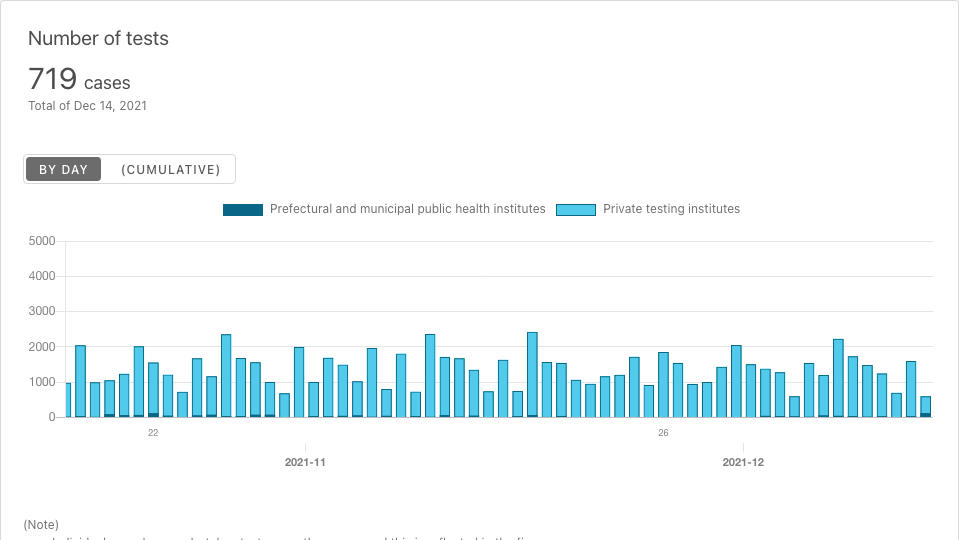 Number of tests
719 cases
Total of Dec 14, 2021
BY DAY (CUMULATIVE)
Prefectural and municipal public health institutes Private testing institutes
5000
4000
3000
2000
1000
0
22 26
2021-11 2021-12
(Note)